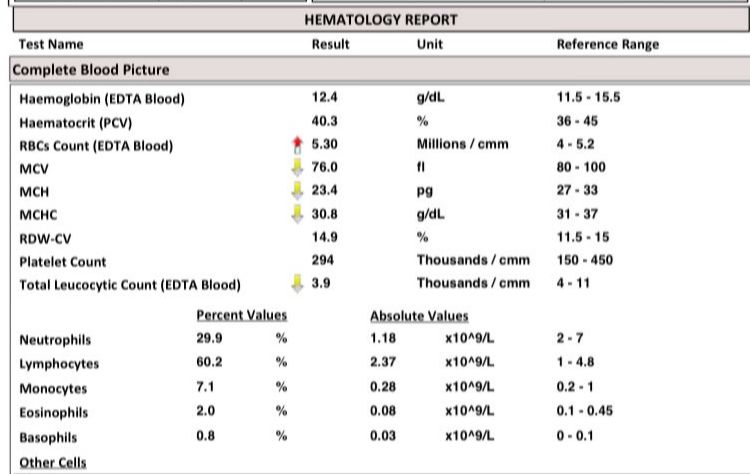 HEMATOLOGY REPORT
Test Name Result Unit Reference Range
Complete Blood Picture
Haemoglobin (EDTA Blood) 12.4 g/dL 11.5 - 15.5
Haematocrit (PCV) 40.3 % 36 - 45
RBCs Count (EDTA Blood) 5.30 Millions / cmm 4 - 5.2
MCV 76.0 fl 80 - 100
MCH 23.4 pg 27 - 33
MCHC 30.8 g/dL 31 - 37
RDW-CV 14.9 % 11.5 - 15
Platelet Count 294 Thousands / cmm 150 - 450
Total Leucocytic Count (EDTA Blood) 3.9 Thousands / cmm 4 - 11
Percent Values Absolute Values
Neutrophils 29.9 % 1.18 x10^9/L 2 - 7
Lymphocytes 60.2 % 2.37 x10^9/L 1 - 4.8
Monocytes 7.1 % 0.28 x10^9/L 0.2 - 1
Eosinophils 2.0 % 0.08 x10^9/L 0.1 - 0.45
Basophils 0.8 % 0.03 x10^9/L 0 - 0.1
Other Cells